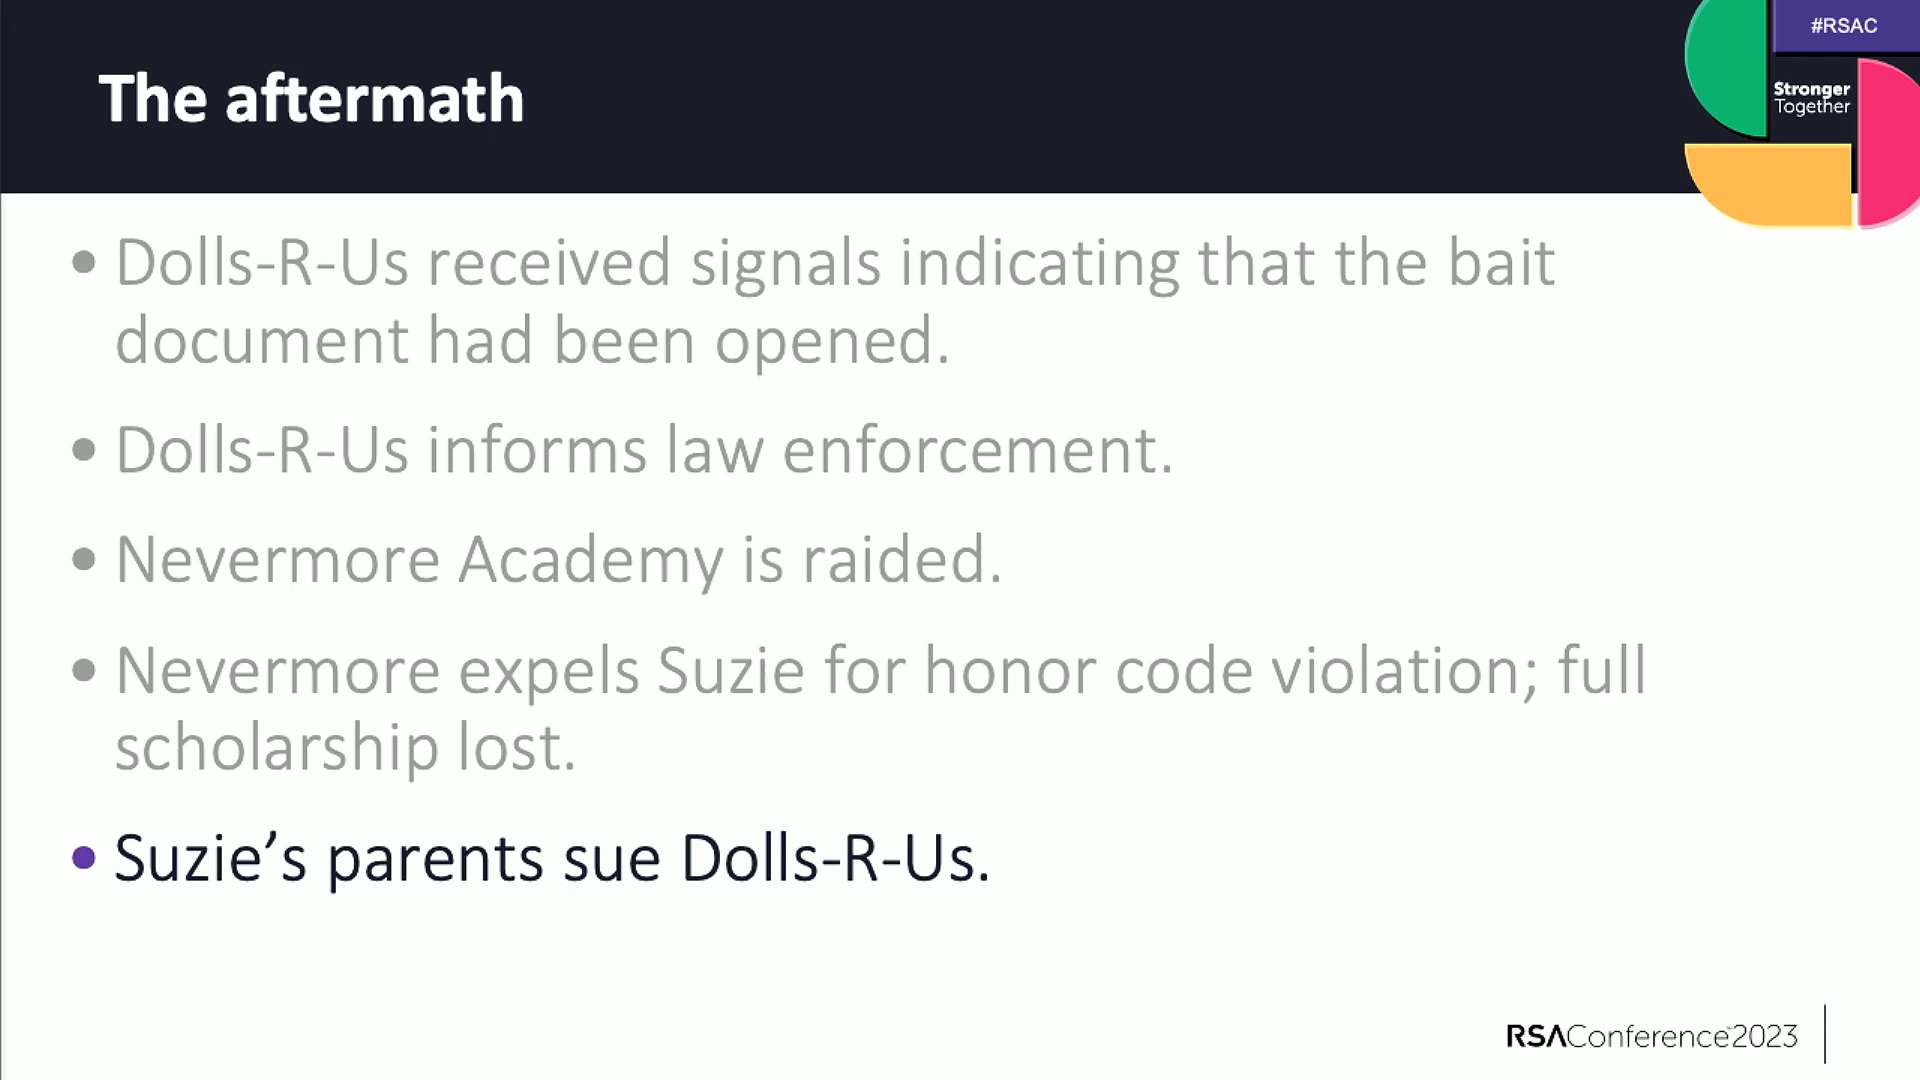 #RSAC
The aftermath
Stronger
Together
• Dolls-R-Us received signals indicating that the bait
document had been opened.
• Dolls-R-Us informs law enforcement.
• Nevermore Academy is raided.
• Nevermore expels Suzie for honor code violation; full
scholarship lost.
• Suzie’s parents sue Dolls-R-Us.
RSAConference™2023